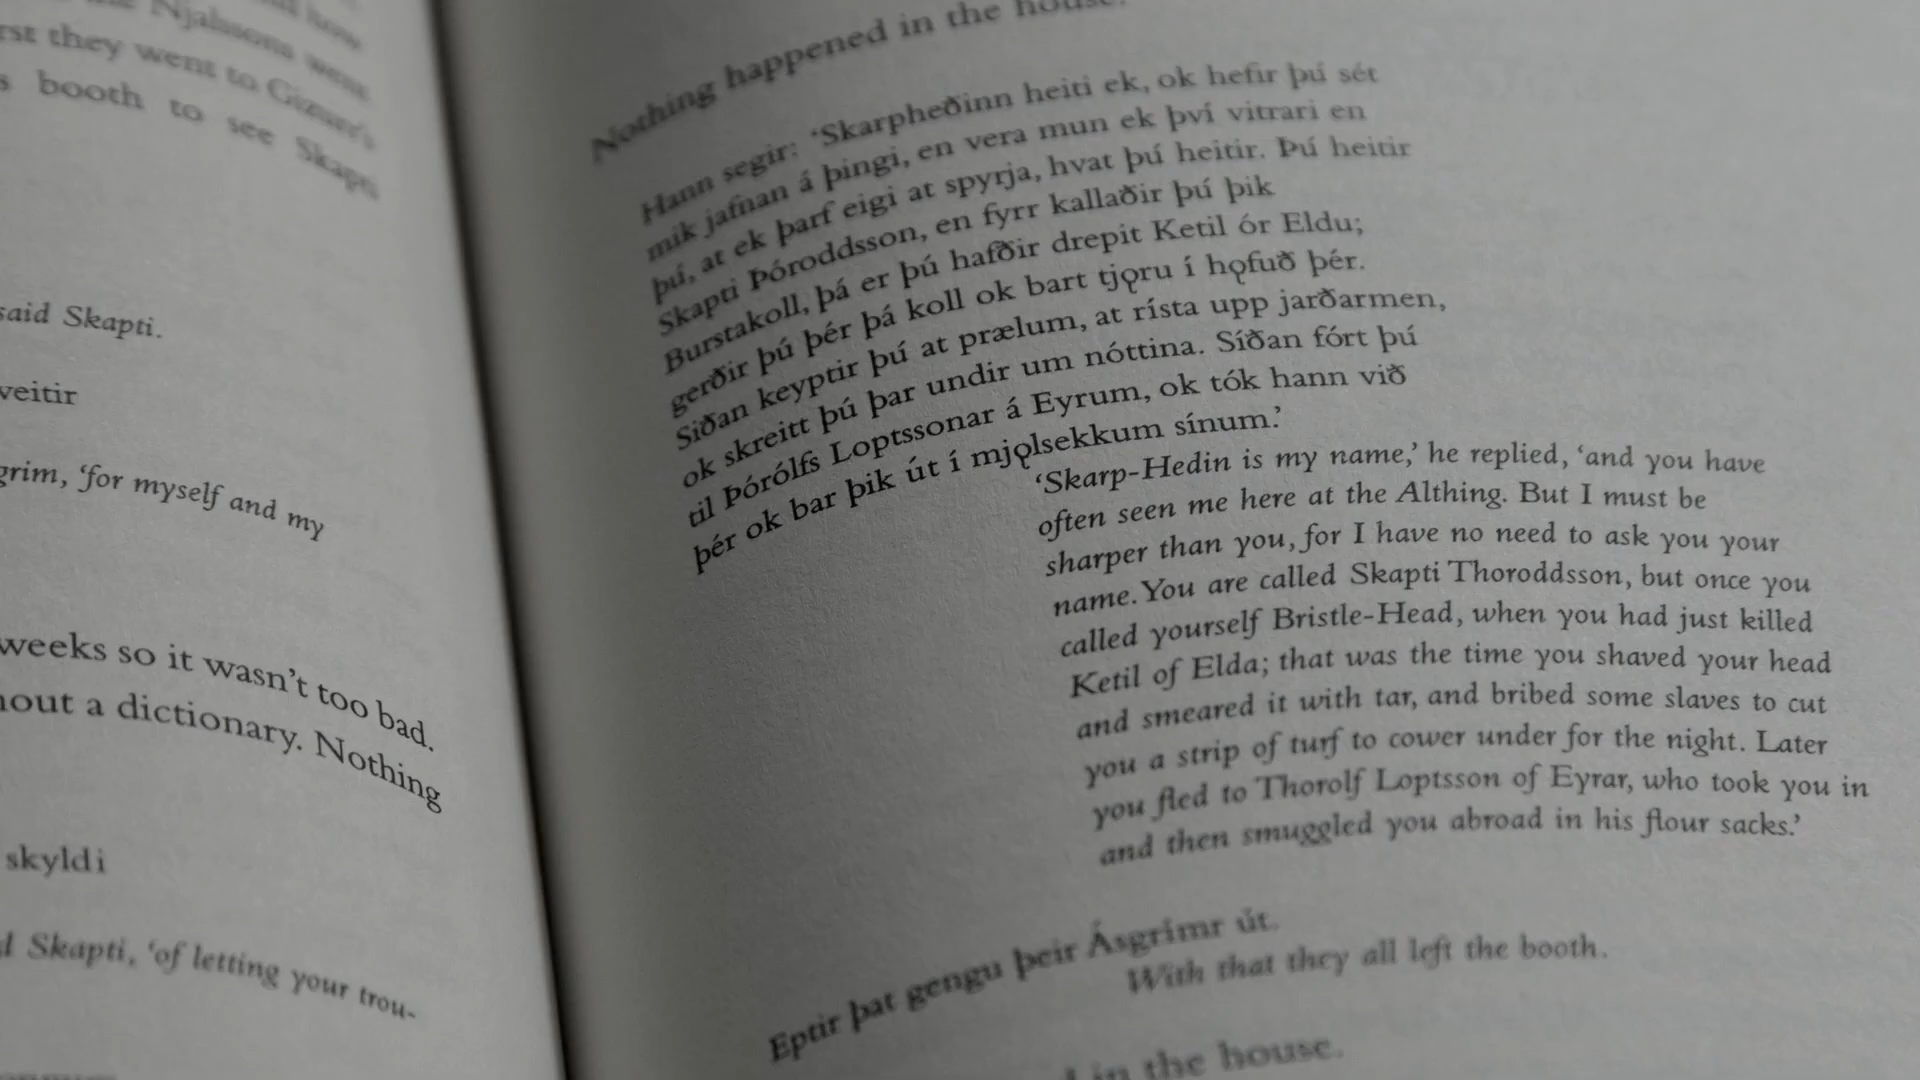 Njalssons went
rst they went to Gizur's
s booth to see Skapti
said Skapti.
veitir
grim, ‘for myself and my
weeks so it wasn't too bad.
hout a dictionary. Nothing
skyldi
d Skapti, ‘of letting your trou-
Nothing happened in the house.
Hann segir: ‘Skarpheðinn heiti ek, ok hefir þú sét
mik jafnan á þingi, en vera mun ek því vitrari en
þú, at ek þarf eigi at spyrja, hvat þú heitir. Þú heitir
Skapti Þóroddsson, en fyrr kallaðir þú þik
Burstakoll, þá er þú hafðir drepit Ketil ór Eldu;
gerðir þú þér þá koll ok bart tjǫru í hǫfuð þér.
Siðan keyptir þú at prælum, at rísta upp jarðarmen,
ok skreitt þú þar undir um nóttina. Síðan fórt þú
til Þórólfs Loptssonar á Eyrum, ok tók hann við
þér ok bar þik út í mjǫlsekkum sínum.’
‘Skarp-Hedin is my name,’ he replied, ‘and you have
often seen me here at the Althing. But I must be
sharper than you, for I have no need to ask you your
name. You are called Skapti Thoroddsson, but once you
called yourself Bristle-Head, when you had just killed
Ketil of Elda; that was the time you shaved your head
and smeared it with tar, and bribed some slaves to cut
you a strip of turf to cower under for the night. Later
you fled to Thorolf Loptsson of Eyrar, who took you in
and then smuggled you abroad in his flour sacks.’
Eptir þat gengu þeir Ásgrímr út.
With that they all left the booth.
in the house.